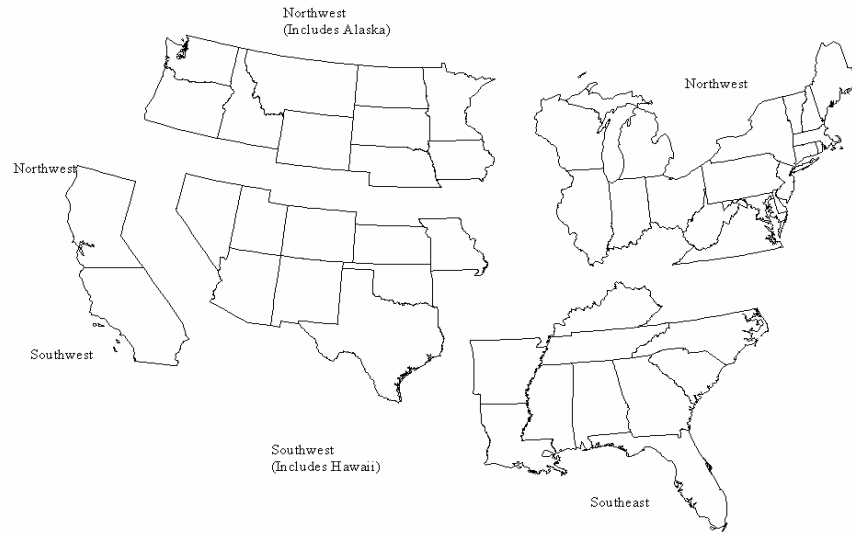 Northwest
(Includes Alaska)
Northwest
Northwest
Southwest
Southwest
(Includes Hawaii)
Southeast